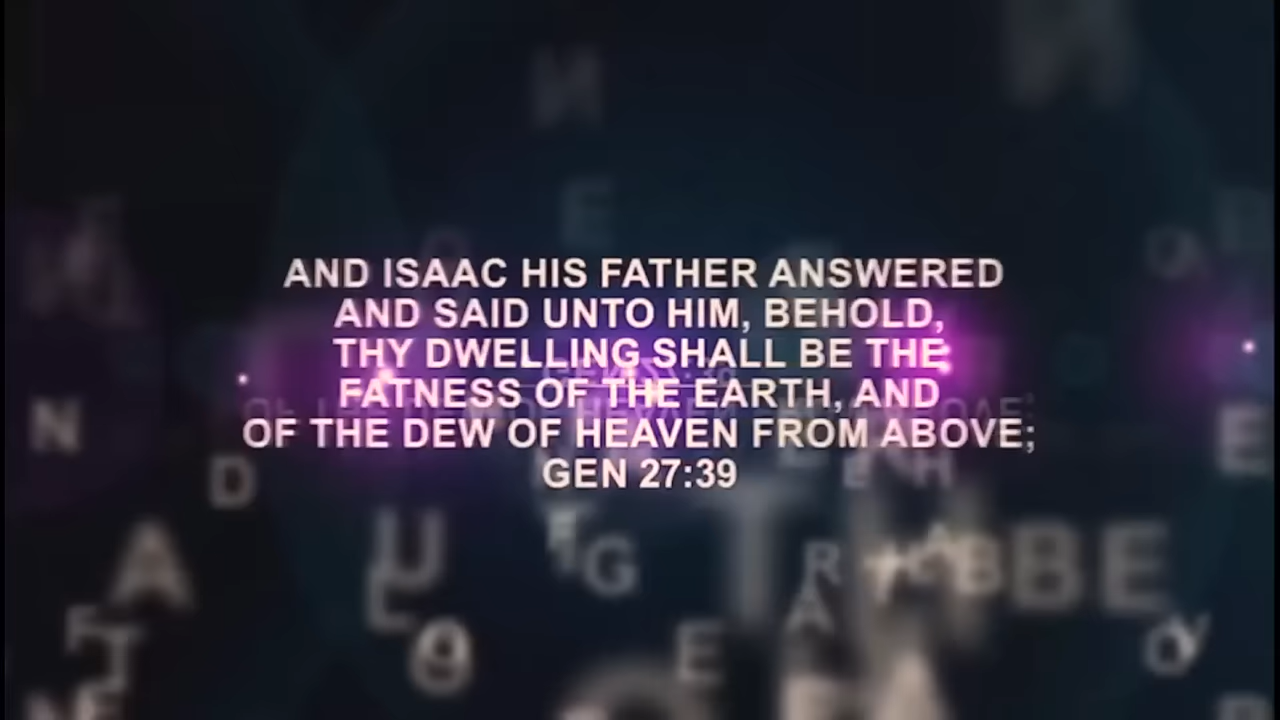 AND ISAAC HIS FATHER ANSWERED
AND SAID UNTO HIM, BEHOLD,
THY DWELLING SHALL BE THE
FATNESS OF THE EARTH, AND
OF THE DEW OF HEAVEN FROM ABOVE;
GEN 27:39